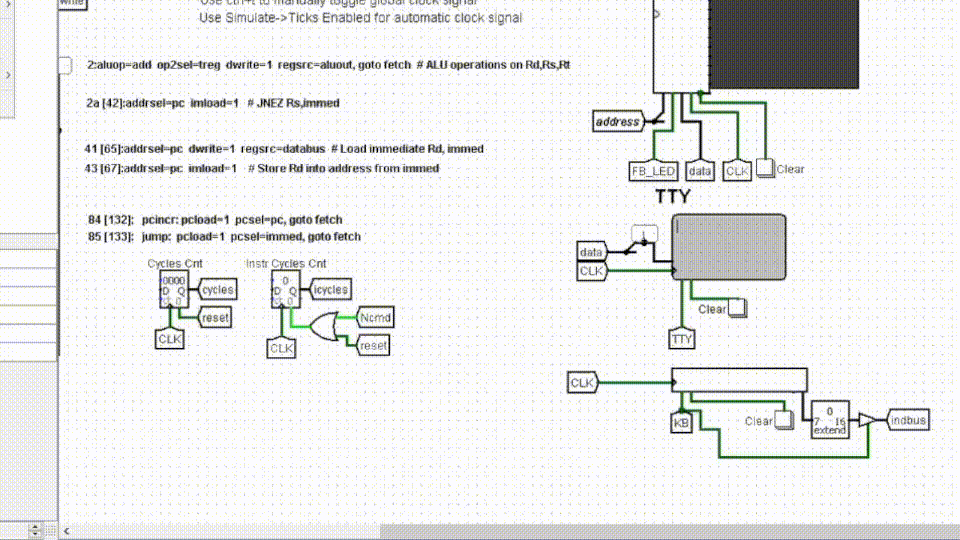 write
Use ctrl+t to manually toggle global clock signal
Use Simulate->Ticks Enabled for automatic clock signal
2:aluop=add op2sel=treg dwrite=1 regsrc=aluout, goto fetch # ALU operations on Rd,Rs,Rt
2a [42]:addrsel=pc imload=1 # JNEZ Rs,immed
41 [65]:addrsel=pc dwrite=1 regsrc=databus # Load immediate Rd, immed
43 [67]:addrsel=pc imload=1 # Store Rd into address from immed
84 [132]: pcincr: pcload=1 pcsel=pc, goto fetch
85 [133]: jump: pcload=1 pcsel=immed, goto fetch
Cycles Cnt
0000
D Q
cycles
reset
CLK
Instr Cycles Cnt
0
D Q
icycles
Ncmd
reset
CLK
address
FB_LED
data
CLK
Clear
TTY
data
CLK
1
Clear
TTY
CLK
KB
Clear
0
7 16
extend
indbus